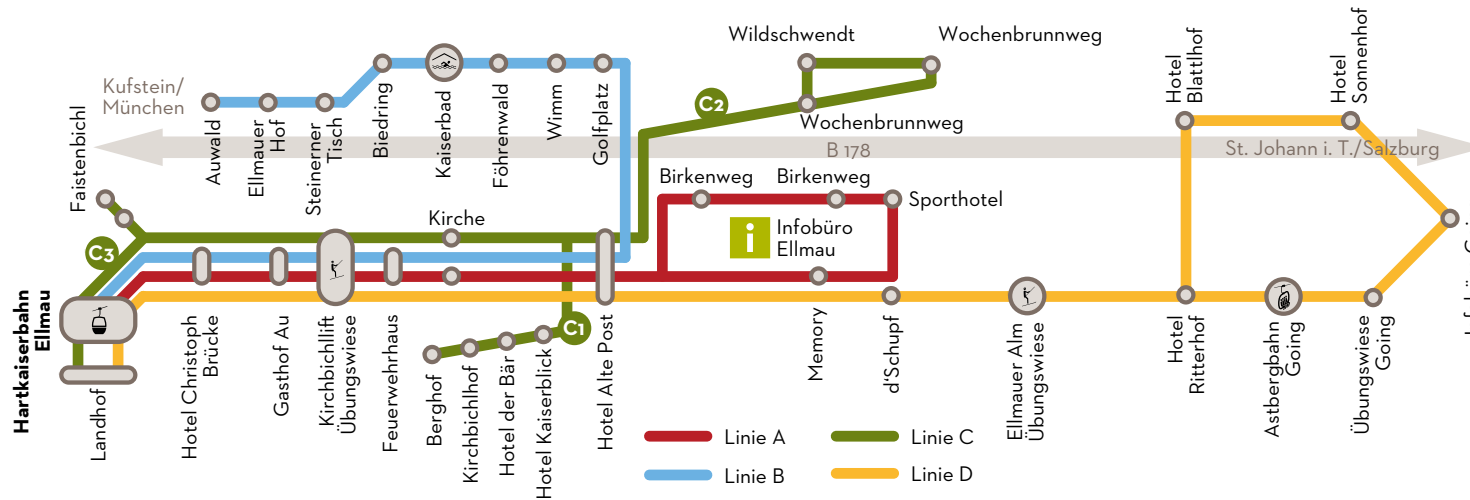 Wildschwendt
Wochenbrunnweg
Kufstein/
München/
C2
Hotel
Blattlhof
Hotel
Sonnenhof
Wochenbrunnweg
B 178
St. Johann i. T./Salzburg
Faistenbichl
Auwald
Ellmauer
Hof
Steinerner
Tisch
Biedring
Kaiserbad
Föhrenwald
Wimm
Golfplatz
Birkenweg
Birkenweg
Sporthotel
Kirche
i
Infobüro
Ellmau
C3
C1
Hartkaiserbahn
Ellmau
Landhof
Hotel Christoph
Brücke
Gasthof Au
Kirchbichllift
Übungswiese
Feuerwehrhaus
Berghof
Kirchbichlhof
Hotel der Bär
Hotel Kaiserblick
Hotel Alte Post
Memory
d'Schupf
Ellmauer Alm
Übungswiese
Hotel
Ritterhof
Astbergbahn
Going
Übungswiese
Going
Linie A
Linie C
Linie B
Linie D